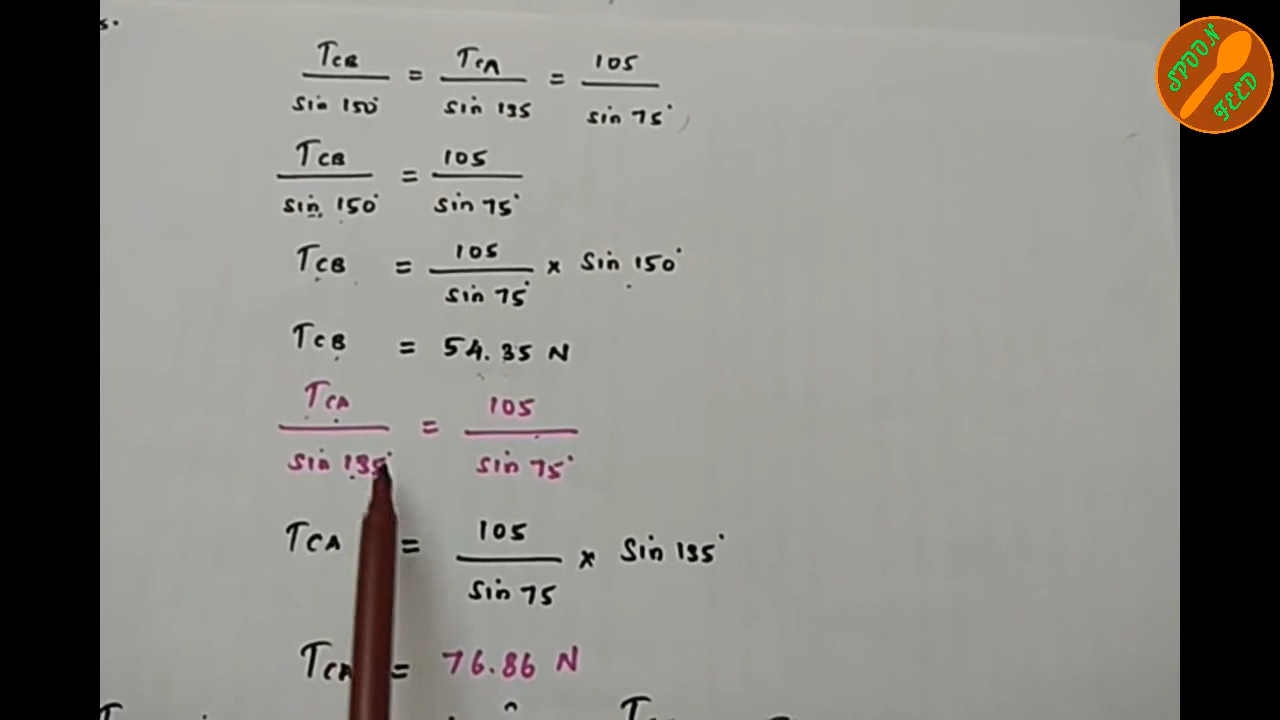 s.
SPOON FEED
TCB / sin 150° = TCA / sin 135 = 105 / sin 75°
TCB / sin 150° = 105 / sin 75°
TCB = 105 / sin 75° × sin 150°
TCB = 54.35 N
TCA / sin 135° = 105 / sin 75°
TCA = 105 / sin 75 × sin 135°
TCA = 76.86 N